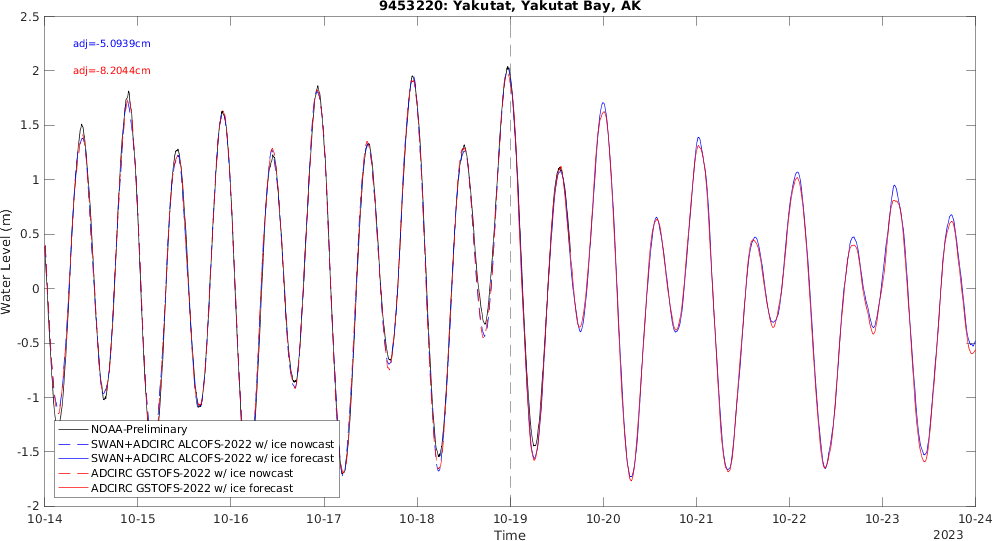 9453220: Yakutat, Yakutat Bay, AK
adj=-5.0939cm
adj=-8.2044cm
Water Level (m)
2.5
2
1.5
1
0.5
0
-0.5
-1
-1.5
-2
NOAA-Preliminary
SWAN+ADCIRC ALCOFS-2022 w/ ice nowcast
SWAN+ADCIRC ALCOFS-2022 w/ ice forecast
ADCIRC GSTOFS-2022 w/ ice nowcast
ADCIRC GSTOFS-2022 w/ ice forecast
10-14 10-15 10-16 10-17 10-18 10-19 10-20 10-21 10-22 10-23 10-24
Time
2023